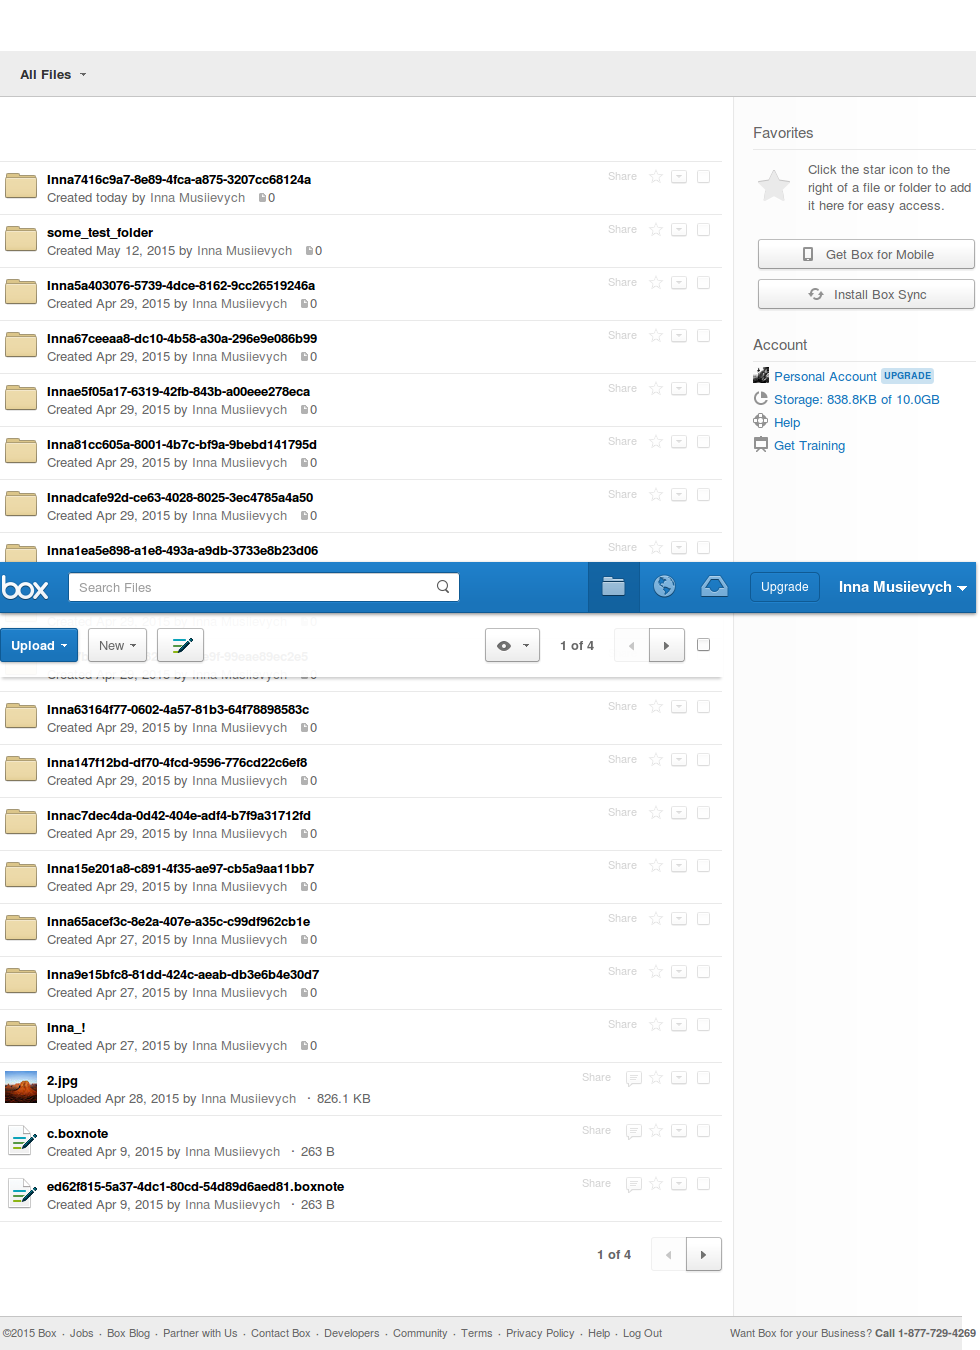 All Files
Favorites
Click the star icon to the
right of a file or folder to add
it here for easy access.
Get Box for Mobile
Install Box Sync
Account
Personal Account UPGRADE
Storage: 838.8KB of 10.0GB
Help
Get Training
Inna7416c9a7-8e89-4fca-a875-3207cc68124a Share
Created today by Inna Musiievych 0
some_test_folder Share
Created May 12, 2015 by Inna Musiievych 0
Inna5a403076-5739-4dce-8162-9cc26519246a Share
Created Apr 29, 2015 by Inna Musiievych 0
Inna67ceeaa8-dc10-4b58-a30a-296e9e086b99 Share
Created Apr 29, 2015 by Inna Musiievych 0
Innae5f05a17-6319-42fb-843b-a00eee278eca Share
Created Apr 29, 2015 by Inna Musiievych 0
Inna81cc605a-8001-4b7c-bf9a-9bebd141795d Share
Created Apr 29, 2015 by Inna Musiievych 0
Innadcafe92d-ce63-4028-8025-3ec4785a4a50 Share
Created Apr 29, 2015 by Inna Musiievych 0
Inna1ea5e898-a1e8-493a-a9db-3733e8b23d06 Share
box Search Files Upgrade Inna Musiievych
Upload New 1 of 4
Created Apr 29, 2015 by Inna Musiievych 0
Inna63164f77-0602-4a57-81b3-64f78898583c Share
Created Apr 29, 2015 by Inna Musiievych 0
Inna147f12bd-df70-4fcd-9596-776cd22c6ef8 Share
Created Apr 29, 2015 by Inna Musiievych 0
Innac7dec4da-0d42-404e-adf4-b7f9a31712fd Share
Created Apr 29, 2015 by Inna Musiievych 0
Inna15e201a8-c891-4f35-ae97-cb5a9aa11bb7 Share
Created Apr 29, 2015 by Inna Musiievych 0
Inna65acef3c-8e2a-407e-a35c-c99df962cb1e Share
Created Apr 27, 2015 by Inna Musiievych 0
Inna9e15bfc8-81dd-424c-aeab-db3e6b4e30d7 Share
Created Apr 27, 2015 by Inna Musiievych 0
Inna_! Share
Created Apr 27, 2015 by Inna Musiievych 0
2.jpg Share
Uploaded Apr 28, 2015 by Inna Musiievych · 826.1 KB
c.boxnote Share
Created Apr 9, 2015 by Inna Musiievych · 263 B
ed62f815-5a37-4dc1-80cd-54d89d6aed81.boxnote Share
Created Apr 9, 2015 by Inna Musiievych · 263 B
1 of 4
©2015 Box · Jobs · Box Blog · Partner with Us · Contact Box · Developers · Community · Terms · Privacy Policy · Help · Log Out Want Box for your Business? Call 1-877-729-4269